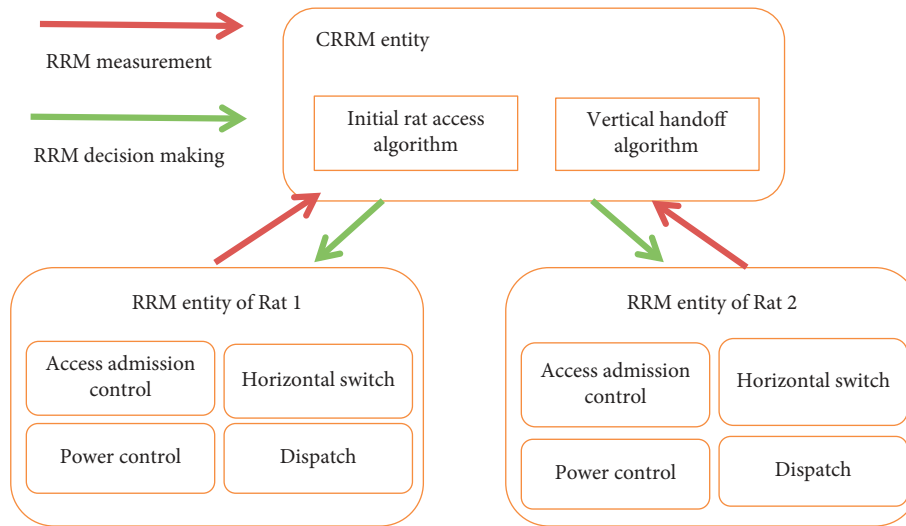 RRM measurement
RRM decision making
CRRM entity
Initial rat access
algorithm
Vertical handoff
algorithm
RRM entity of Rat 1
Access admission
control
Horizontal switch
Power control
Dispatch
RRM entity of Rat 2
Access admission
control
Horizontal switch
Power control
Dispatch